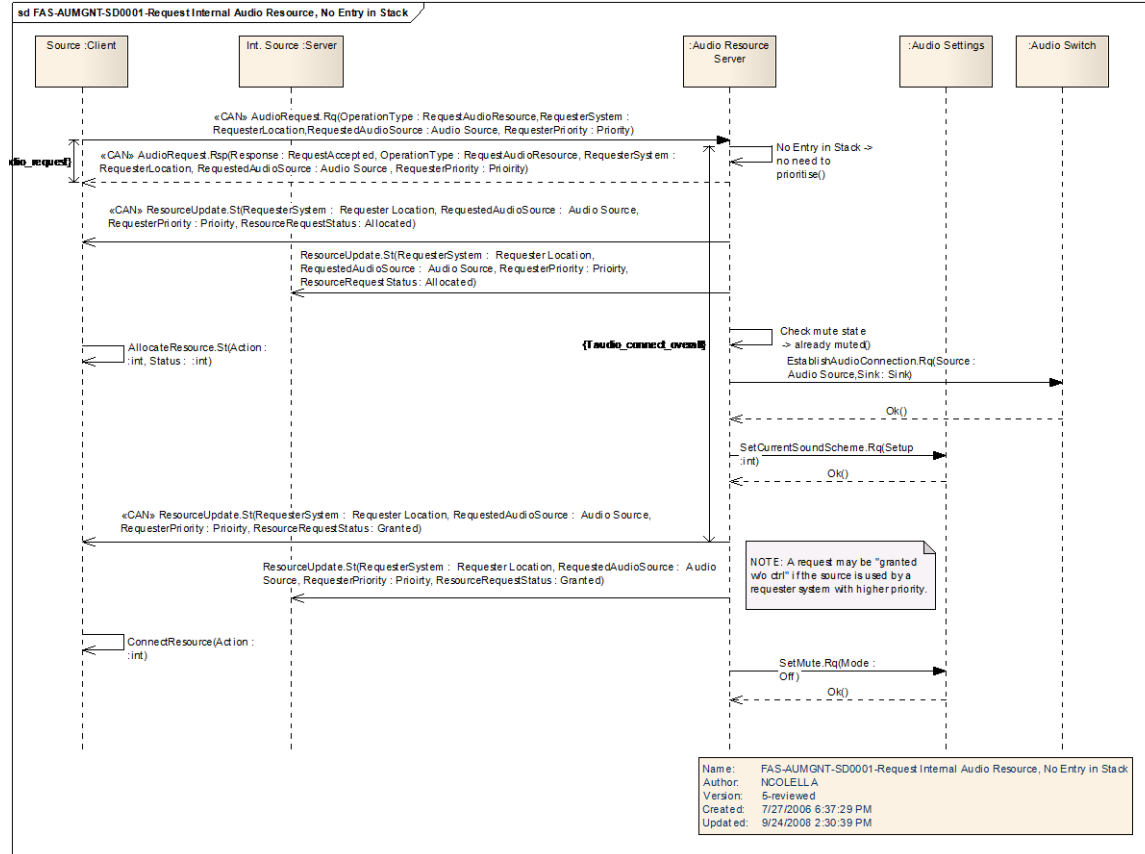 sd FAS-AUMGNT-SD0001-Request Internal Audio Resource, No Entry in Stack
Source :Client
Int. Source :Server
:Audio Resource
Server
:Audio Settings
:Audio Switch
«CAN» AudioRequest.Rq(OperationType : RequestAudioResource,RequesterSystem :
RequesterLocation,RequestedAudioSource : Audio Source, RequesterPriority : Priority)
dio_request}
«CAN» AudioRequest.Rsp(Response : RequestAccepted, OperationType : RequestAudioResource, RequesterSystem :
RequesterLocation, RequestedAudioSource : Audio Source , RequesterPriority : Prioirity)
No Entry in Stack ->
no need to
prioritise()
«CAN» ResourceUpdate.St(RequesterSystem : Requester Location, RequestedAudioSource : Audio Source,
RequesterPriority : Prioirty, ResourceRequestStatus : Allocated)
ResourceUpdate.St(RequesterSystem : Requester Location,
RequestedAudioSource : Audio Source, RequesterPriority : Prioirty,
ResourceRequestStatus : Allocated)
AllocateResource.St(Action :
:int, Status : :int)
{Taudio_connect_overall}
Check mute state
-> already muted()
EstablishAudioConnection.Rq(Source :
Audio Source,Sink : Sink)
Ok()
SetCurrentSoundScheme.Rq(Setup
:int)
Ok()
«CAN» ResourceUpdate.St(RequesterSystem : Requester Location, RequestedAudioSource : Audio Source,
RequesterPriority : Prioirty, ResourceRequestStatus : Granted)
ResourceUpdate.St(RequesterSystem : Requester Location, RequestedAudioSource : Audio
Source, RequesterPriority : Prioirty, ResourceRequestStatus : Granted)
NOTE: A request may be "granted
w/o ctrl" if the source is used by a
requester system with higher priority.
ConnectResource(Action :
:int)
SetMute.Rq(Mode :
Off)
Ok()
Name: FAS-AUMGNT-SD0001-Request Internal Audio Resource, No Entry in Stack
Author: NCOLELLA
Version: 5-reviewed
Created: 7/27/2006 6:37:29 PM
Updated: 9/24/2008 2:30:39 PM